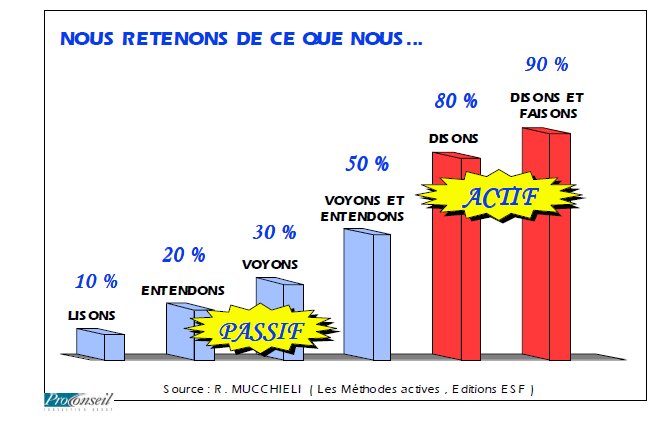 NOUS RETENONS DE CE QUE NOUS...
90 %
DISONS ET
FAISONS
80 %
DISONS
50 %
VOYONS ET
ENTENDONS
30 %
VOYONS
20 %
ENTENDONS
10 %
LISONS
ACTIF
PASSIF
Source : R. MUCCHIELI ( Les Méthodes actives , Editions ESF )
ProConseil